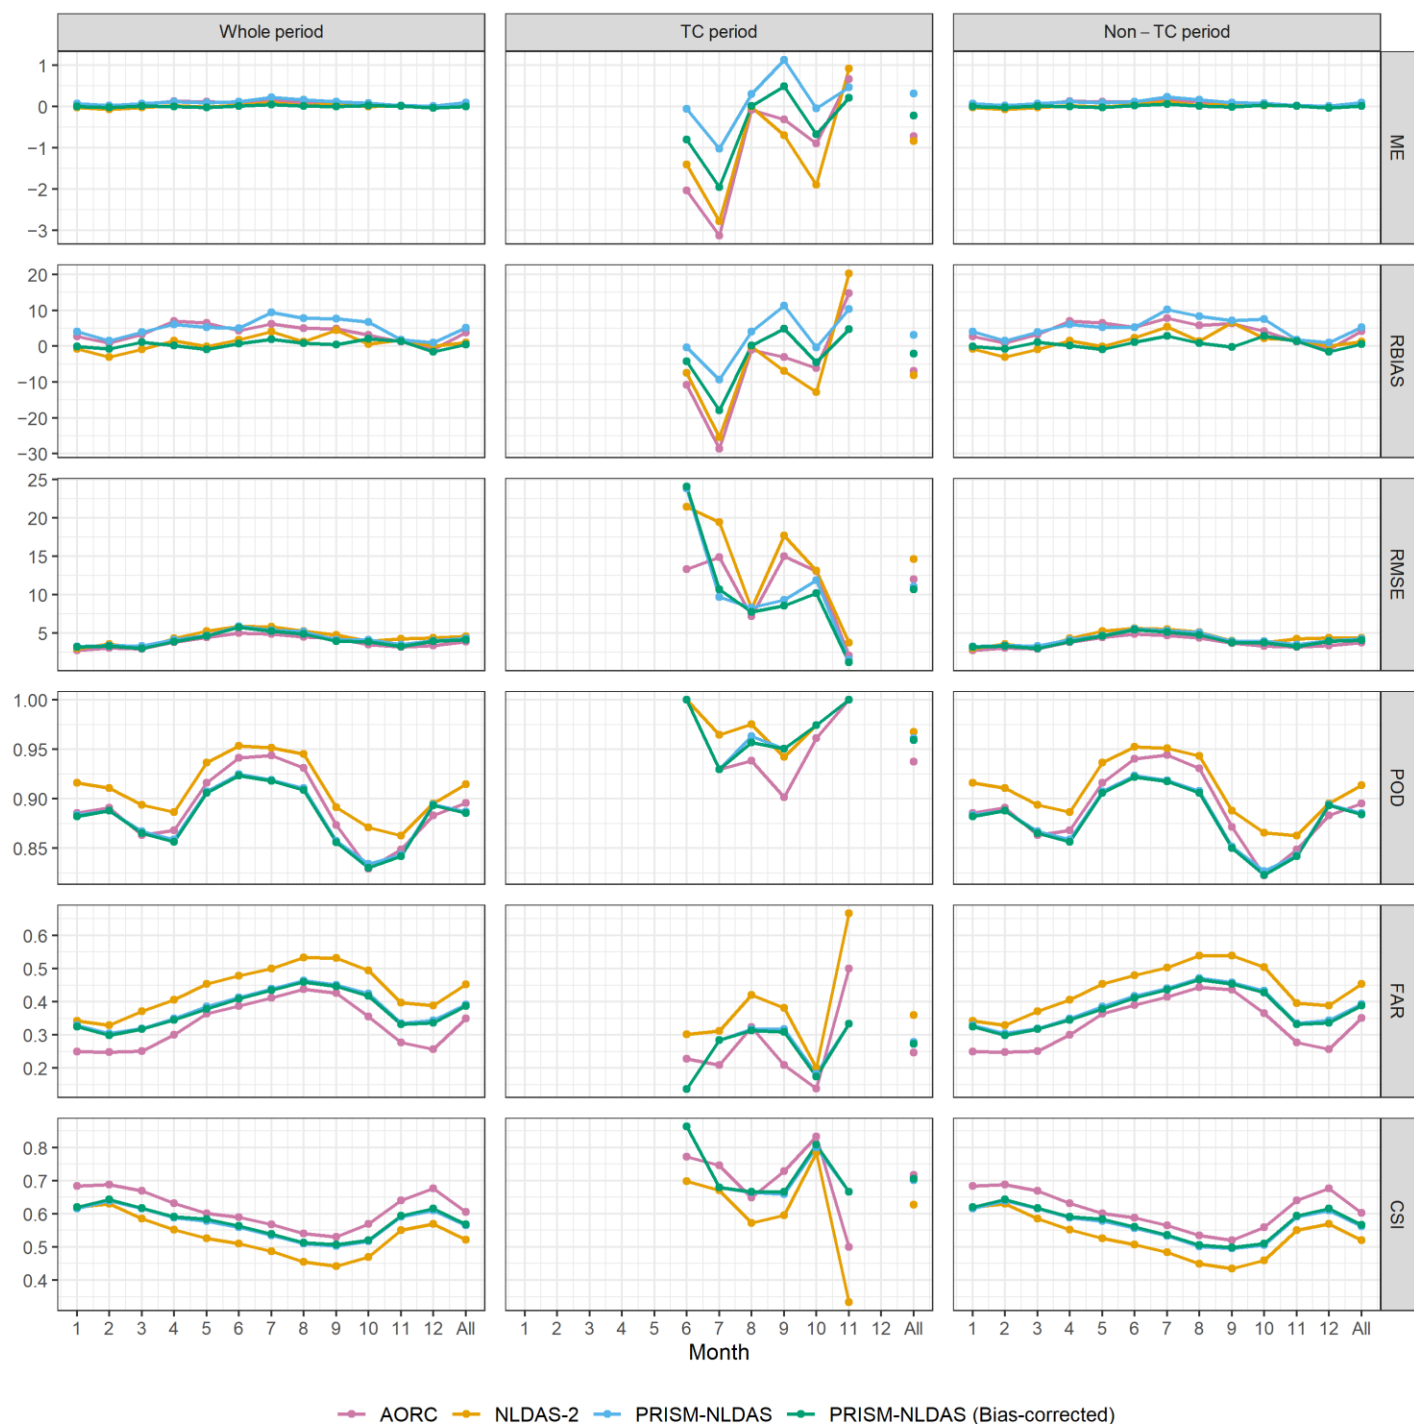 Whole period
TC period
Non – TC period
1
0
−1
−2
−3
ME
20
10
0
−10
−20
−30
RBIAS
25
20
15
10
5
RMSE
1.00
0.95
0.90
0.85
POD
0.6
0.5
0.4
0.3
0.2
FAR
0.8
0.7
0.6
0.5
0.4
CSI
1 2 3 4 5 6 7 8 9 10 11 12 All
1 2 3 4 5 6 7 8 9 10 11 12 All
1 2 3 4 5 6 7 8 9 10 11 12 All
Month
AORC NLDAS-2 PRISM-NLDAS PRISM-NLDAS (Bias-corrected)